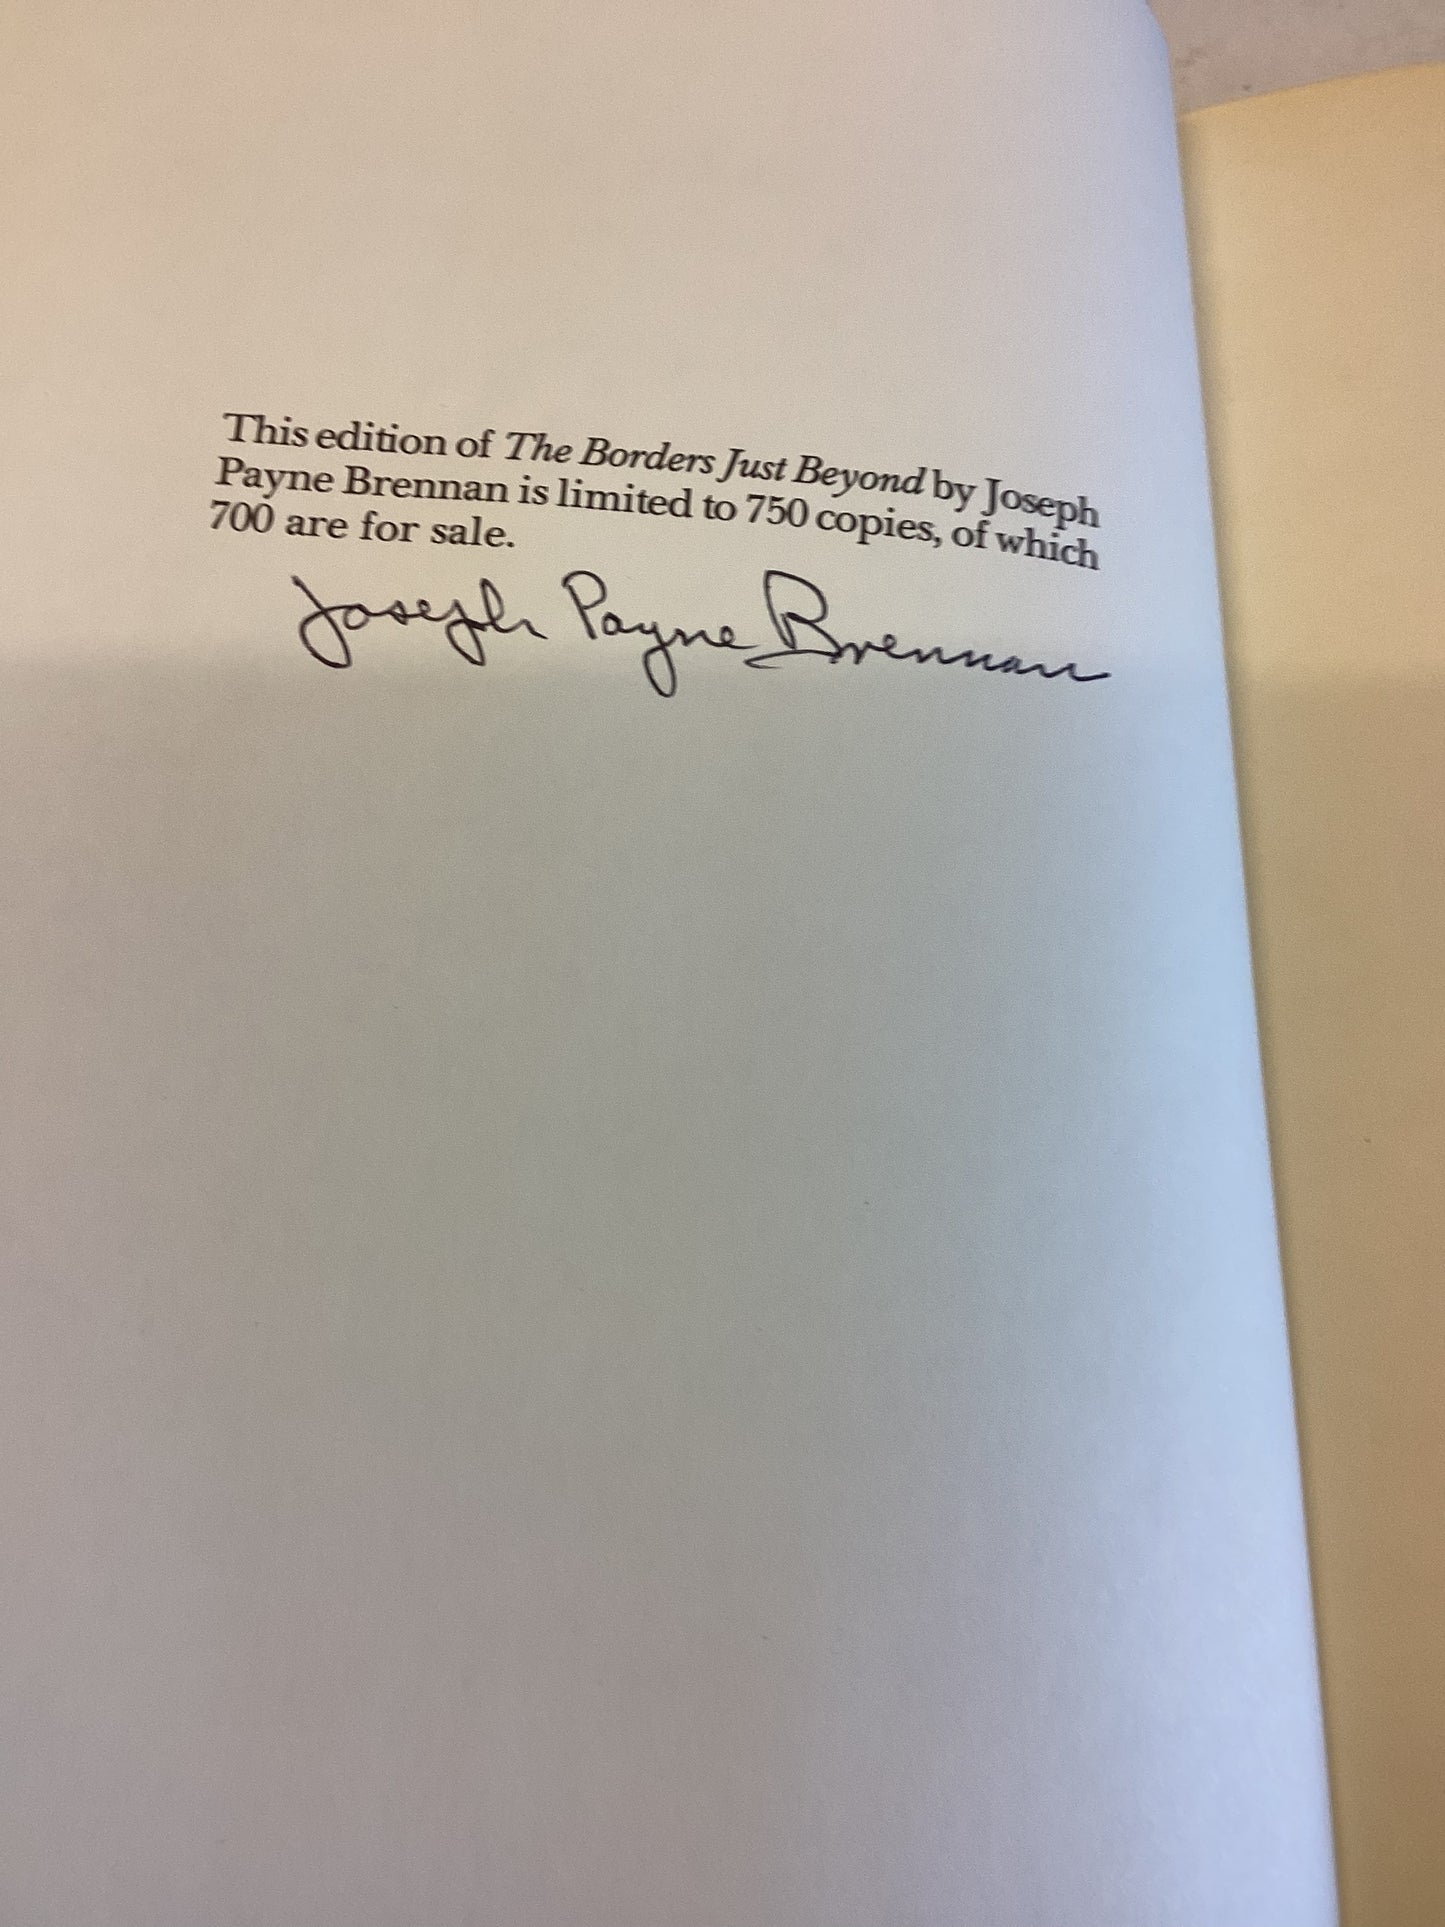 This edition of The Borders Just Beyond by Joseph
Payne Brennan is limited to 750 copies, of which
700 are for sale.
Joseph Payne Brennan